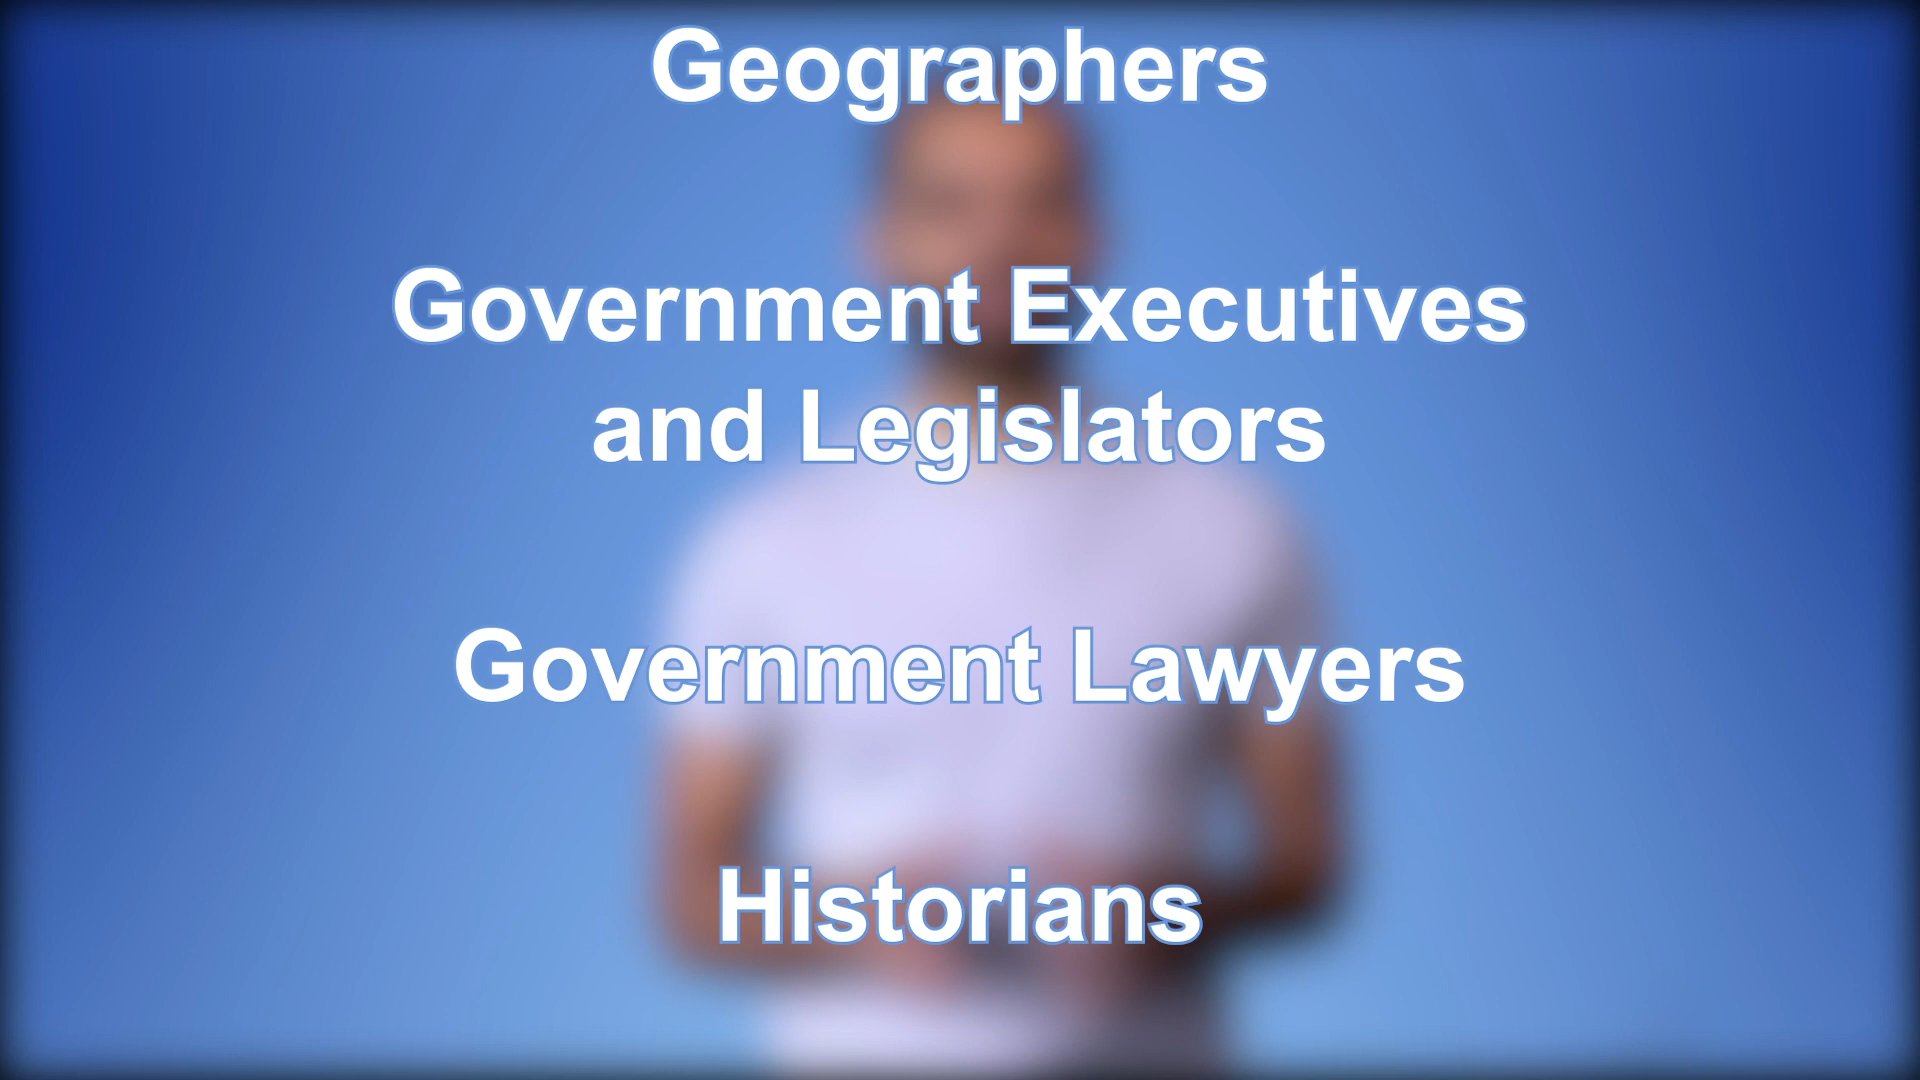 Geographers
Government Executives
and Legislators
Government Lawyers
Historians